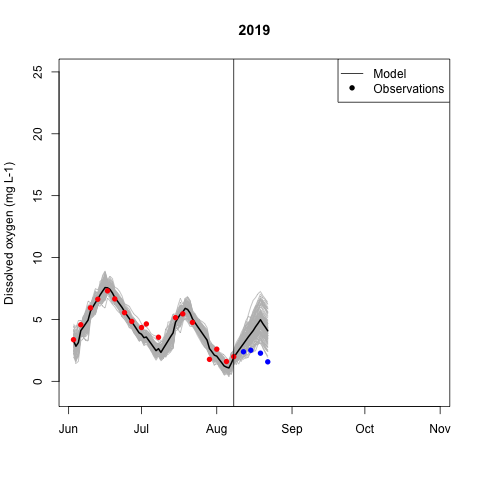 2019
Dissolved oxygen (mg L-1)
25
20
15
10
5
0
Model
Observations
Jun Jul Aug Sep Oct Nov